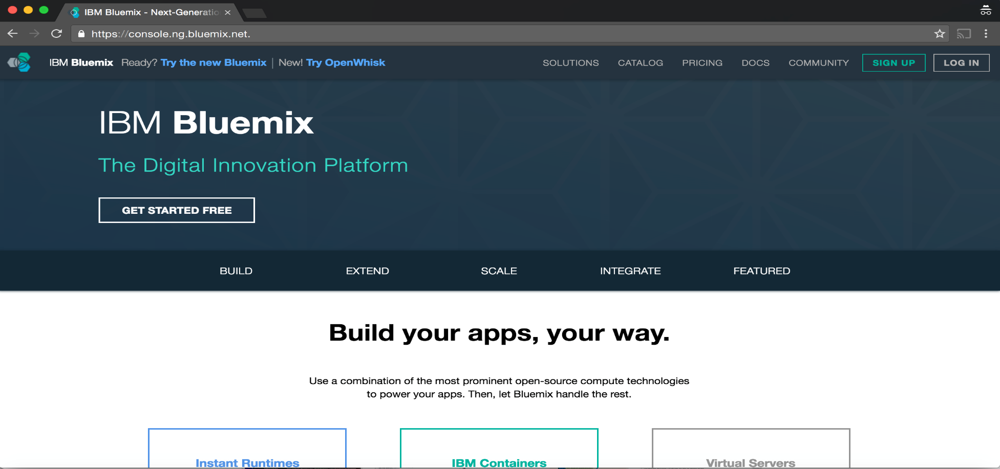 IBM Bluemix - Next-Generatio
https://console.ng.bluemix.net.
IBM Bluemix Ready? Try the new Bluemix | New! Try OpenWhisk SOLUTIONS CATALOG PRICING DOCS COMMUNITY SIGN UP LOG IN
IBM Bluemix
The Digital Innovation Platform
GET STARTED FREE
BUILD EXTEND SCALE INTEGRATE FEATURED
Build your apps, your way.
Use a combination of the most prominent open-source compute technologies
to power your apps. Then, let Bluemix handle the rest.
Instant Runtimes IBM Containers Virtual Servers